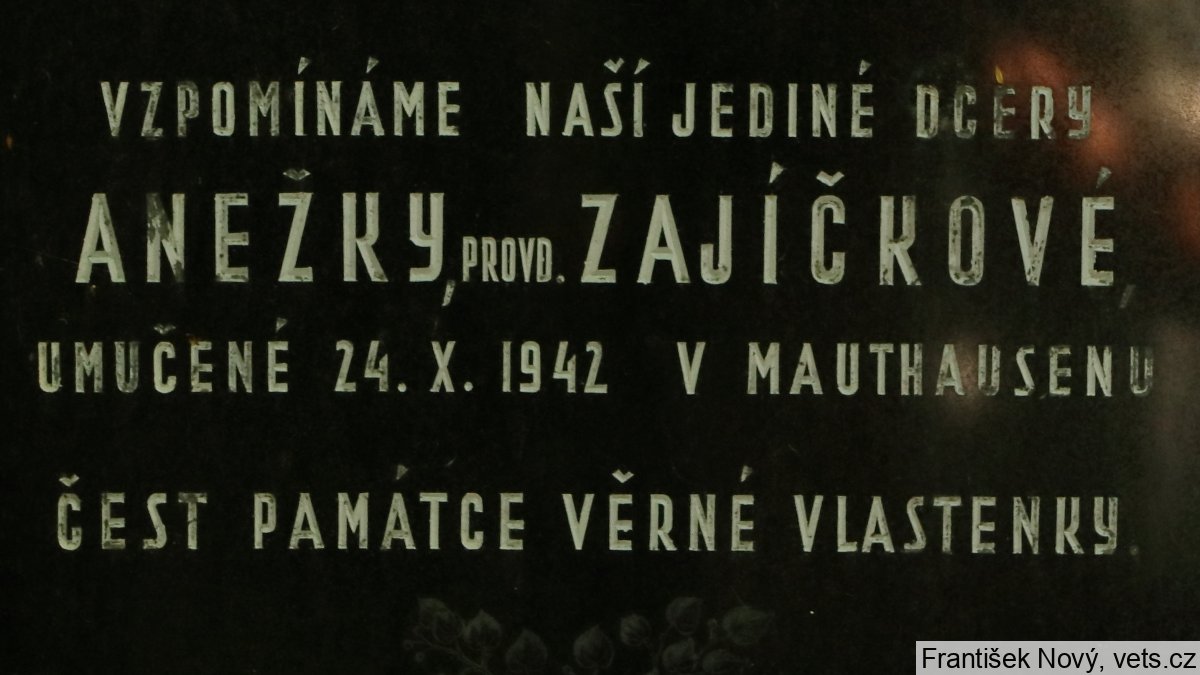 VZPOMÍNÁME NAŠÍ JEDINÉ DCERY
ANEŽKY, PROVD. ZAJÍČKOVÉ,
UMUČENÉ 24. X. 1942 V MAUTHAUSENU
ČEST PAMÁTCE VĚRNÉ VLASTENKY.
František Nový, vets.cz